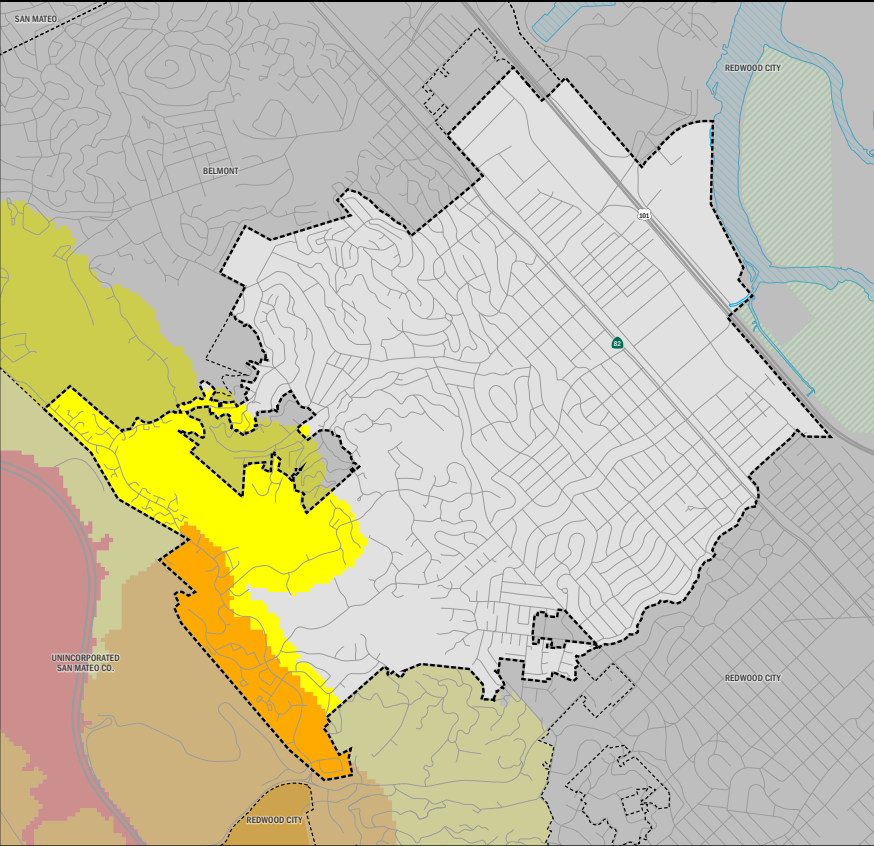 SAN MATEO
REDWOOD CITY
BELMONT
101
82
UNINCORPORATED
SAN MATEO CO.
REDWOOD CITY
REDWOOD CITY